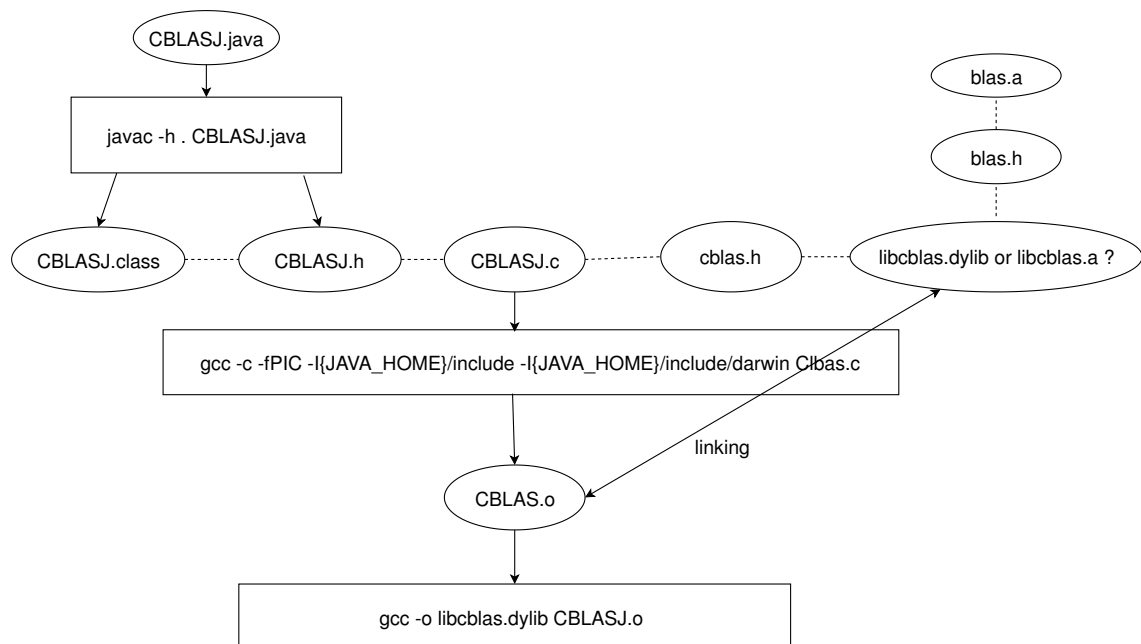 CBLASJ.java
blas.a
javac -h . CBLASJ.java
blas.h
CBLASJ.class
CBLASJ.h
CBLASJ.c
cblas.h
libcblas.dylib or libcblas.a ?
gcc -c -fPIC -I{JAVA_HOME}/include -I{JAVA_HOME}/include/darwin Clbas.c
linking
CBLAS.o
gcc -o libcblas.dylib CBLASJ.o